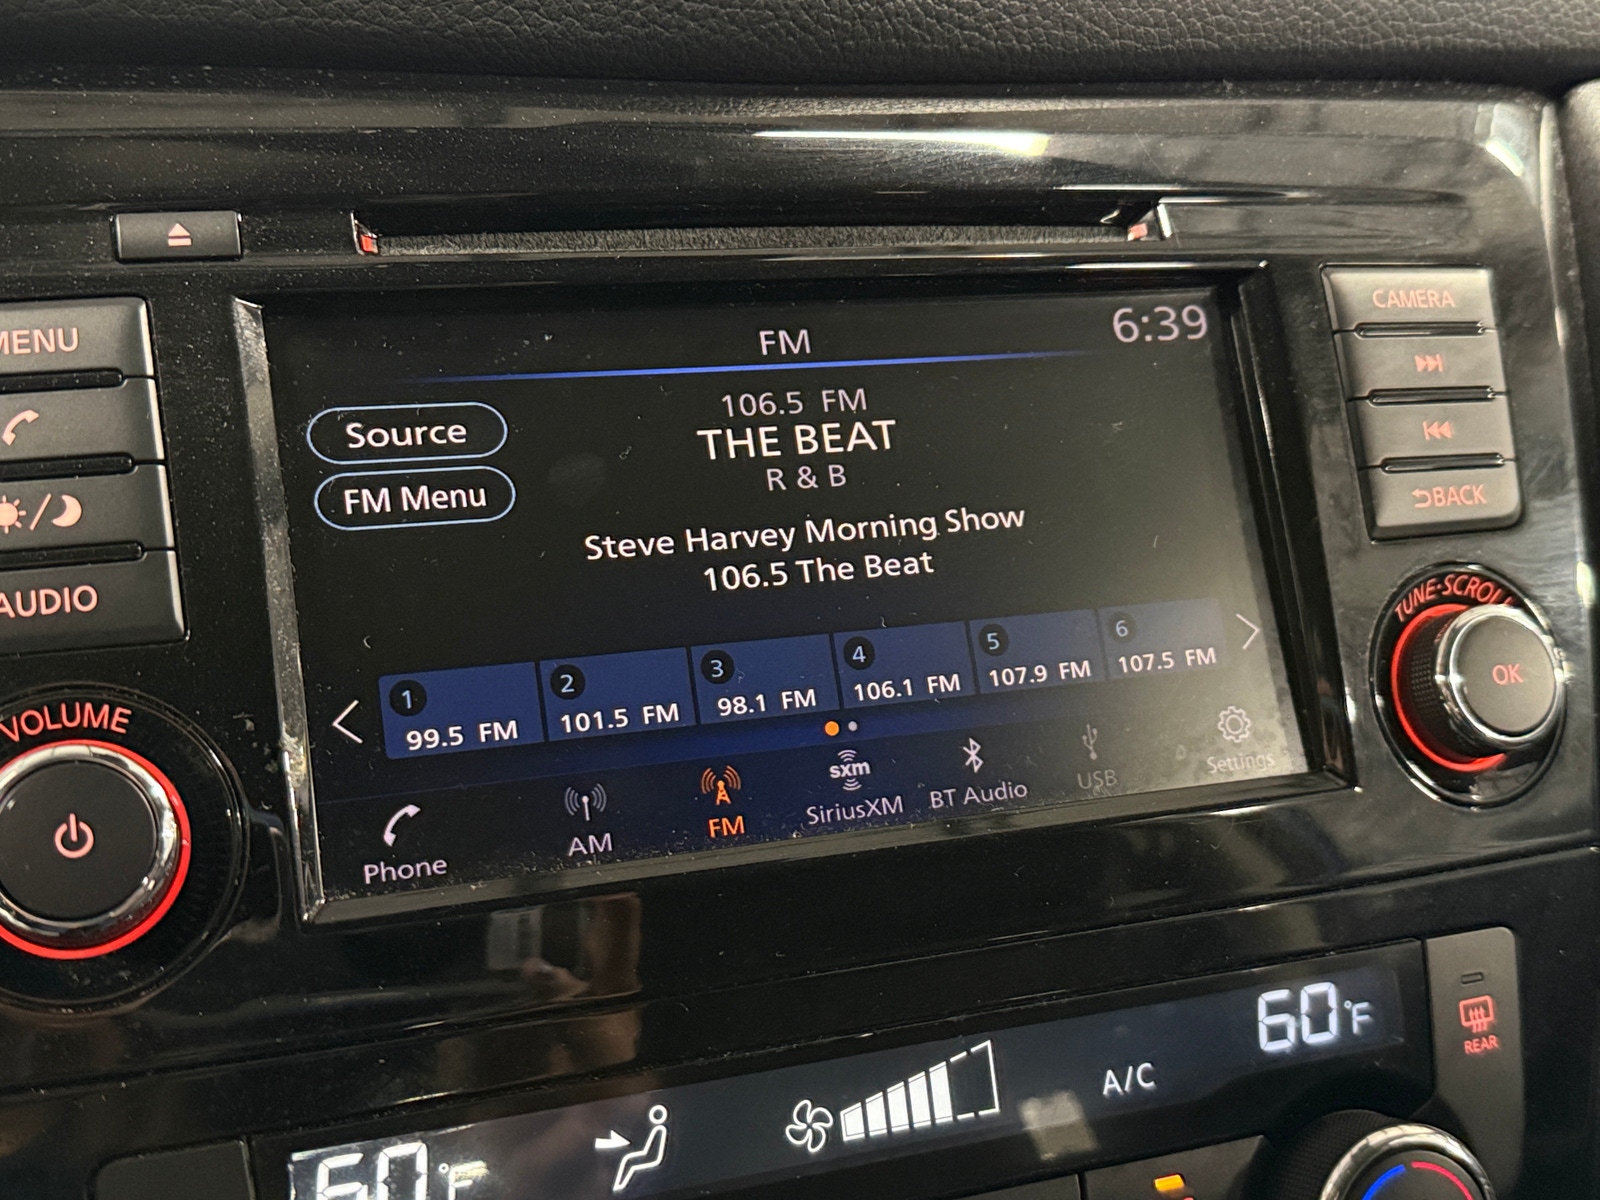 MENU
AUDIO
VOLUME
FM
6:39
Source
FM Menu
106.5 FM
THE BEAT
R & B
Steve Harvey Morning Show
106.5 The Beat
1
99.5 FM
2
101.5 FM
3
98.1 FM
4
106.1 FM
5
107.9 FM
6
107.5 FM
Phone
AM
FM
sxm
SiriusXM
BT Audio
USB
Settings
CAMERA
BACK
TUNE·SCROLL
OK
60°F
A/C
60°F
REAR